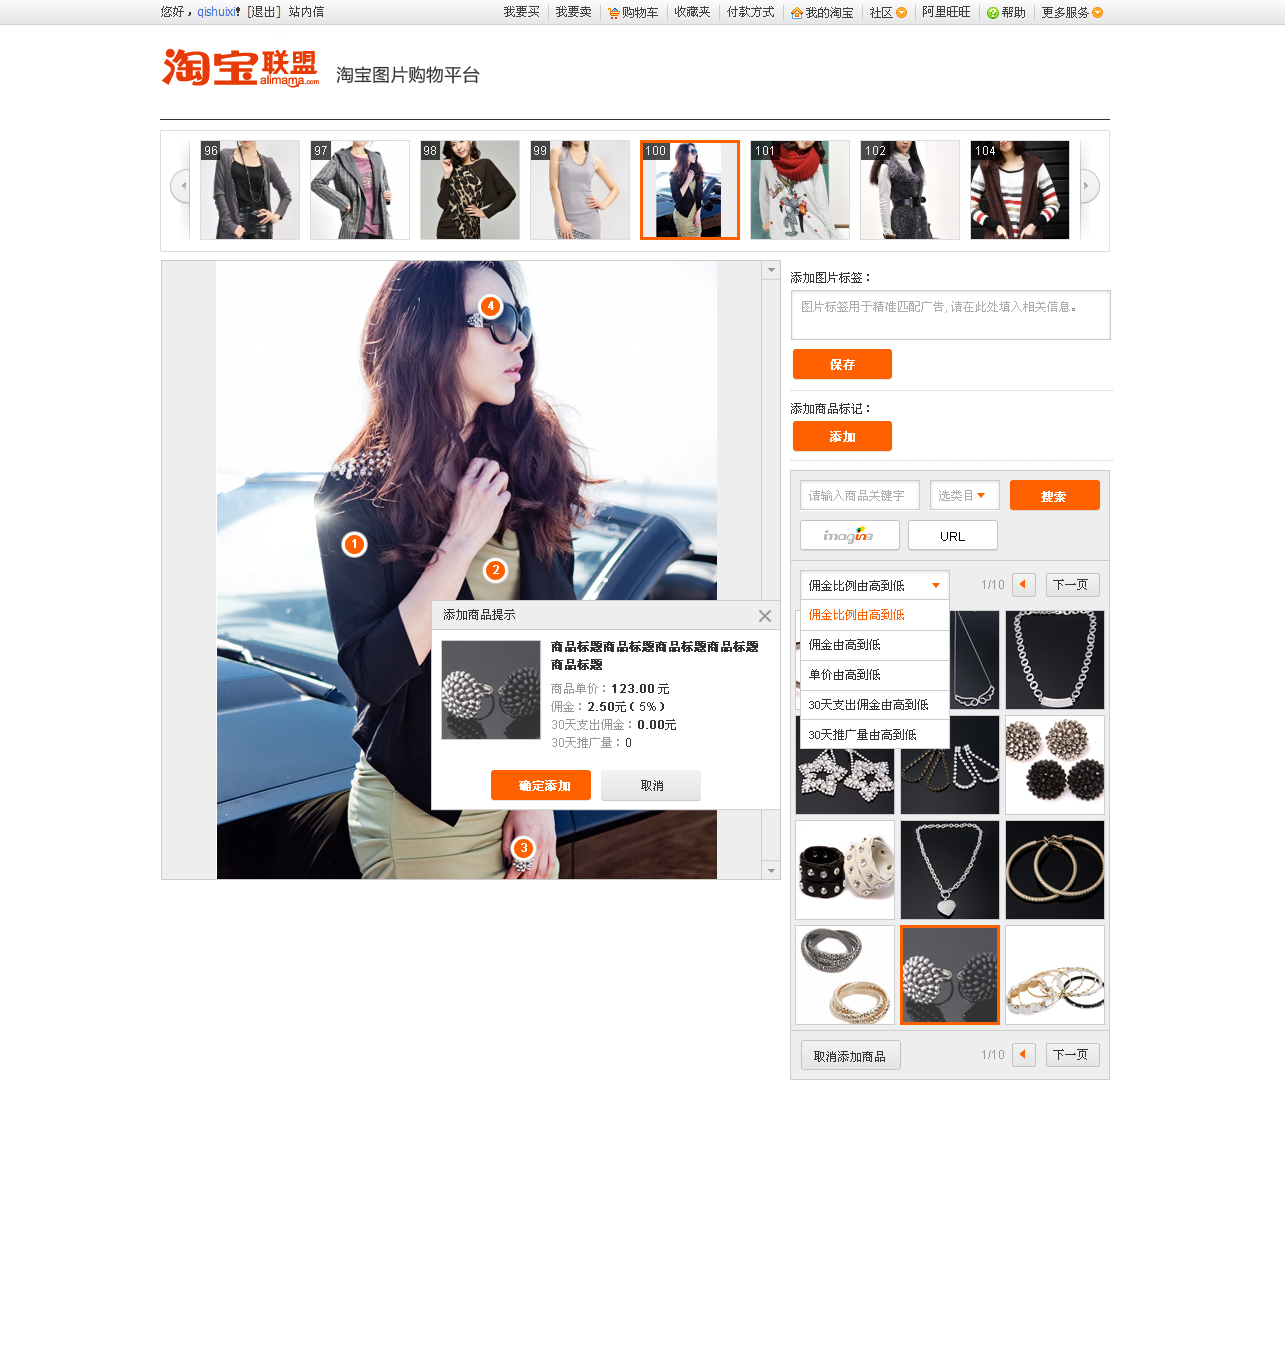 您好，qishuixi! [退出] 站内信
我要买 我要卖 购物车 收藏夹 付款方式 我的淘宝 社区 阿里旺旺 帮助 更多服务
淘宝联盟
alimama.com
淘宝图片购物平台
96 97 98 99 100 101 102 104
添加图片标签：
图片标签用于精准匹配广告, 请在此处填入相关信息。
保存
添加商品标记：
添加
请输入商品关键字 选类目 搜索
imagine URL
佣金比例由高到低 1/10 下一页
佣金比例由高到低
佣金由高到低
单价由高到低
30天支出佣金由高到低
30天推广量由高到低
4
1
2
3
添加商品提示
商品标题商品标题商品标题商品标题
商品标题
商品单价：123.00 元
佣金：2.50元 ( 5% )
30天支出佣金：0.00元
30天推广量：0
确定添加 取消
取消添加商品 1/10 下一页